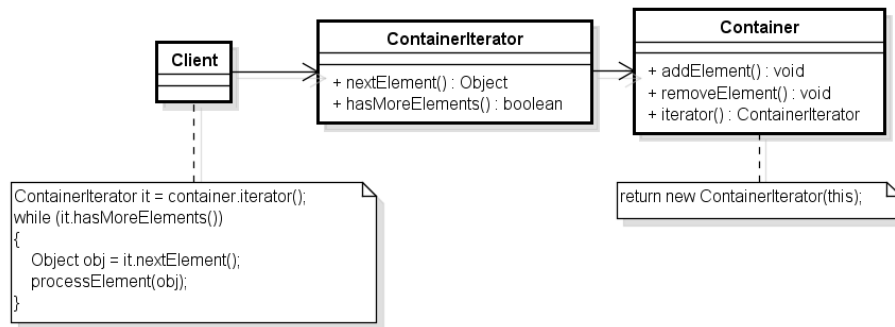 Client
ContainerIterator
+ nextElement() : Object
+ hasMoreElements() : boolean
Container
+ addElement() : void
+ removeElement() : void
+ iterator() : ContainerIterator
ContainerIterator it = container.iterator();
while (it.hasMoreElements())
{
Object obj = it.nextElement();
processElement(obj);
}
return new ContainerIterator(this);